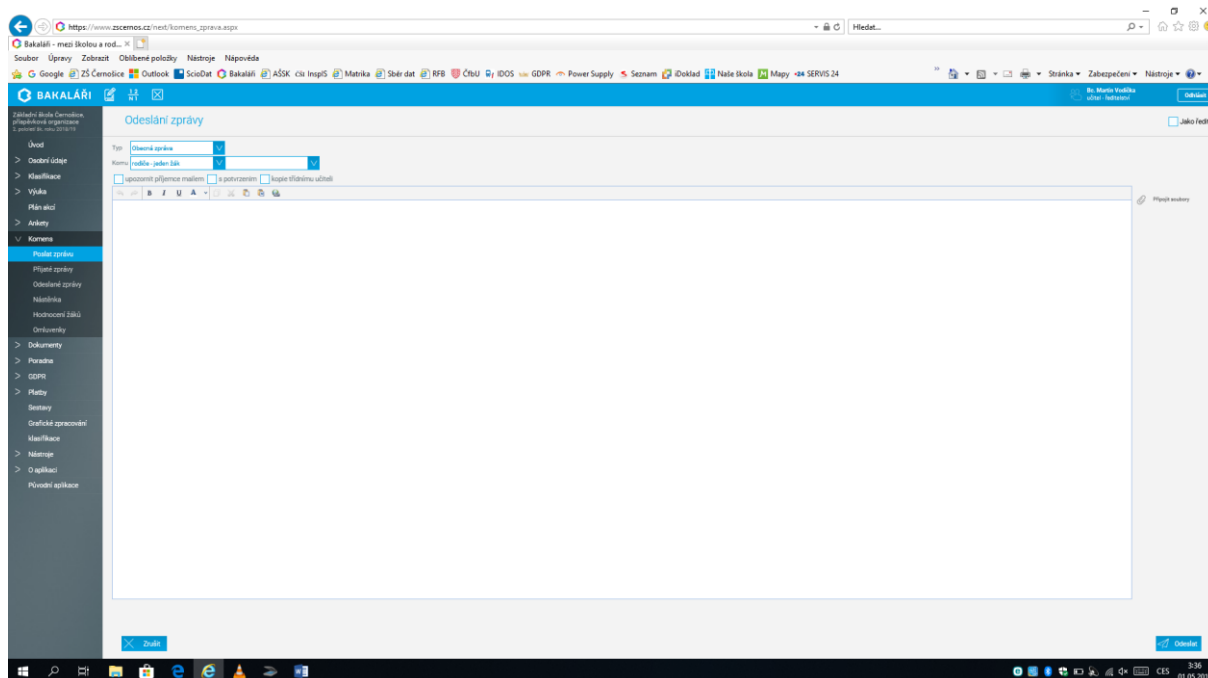 https://www.zscernos.cz/next/komens_zprava.aspx
Hledat...
Bakaláři - mezi školou a rod...
Soubor Úpravy Zobrazit Oblíbené položky Nástroje Nápověda
Google ZŠ Černošice Outlook ScioDat Bakaláři AŠSK InspIS Matrika Sběr dat RFB ČfbU IDOS GDPR Power Supply Seznam iDoklad Naše škola Mapy SERVIS 24
Stránka Zabezpečení Nástroje
BAKALÁŘI
Bc. Martin Vodička
učitel - ředitelství
Odhlásit
Základní škola Černošice,
příspěvková organizace
2. pololetí šk. roku 2018/19
Odeslání zprávy
Jako ředit
Úvod
Osobní údaje
Klasifikace
Výuka
Plán akcí
Ankety
Komens
Poslat zprávu
Přijaté zprávy
Odeslané zprávy
Nástěnka
Hodnocení žáků
Omluvenky
Dokumenty
Poradna
GDPR
Platby
Sestavy
Grafické zpracování
klasifikace
Nástroje
O aplikaci
Původní aplikace
Typ Obecná zpráva
Komu rodiče - jeden žák
upozornit příjemce mailem s potvrzením kopie třídnímu učiteli
B I U A
Připojit soubory
Zrušit
Odeslat
CES
3:36
01.05.201